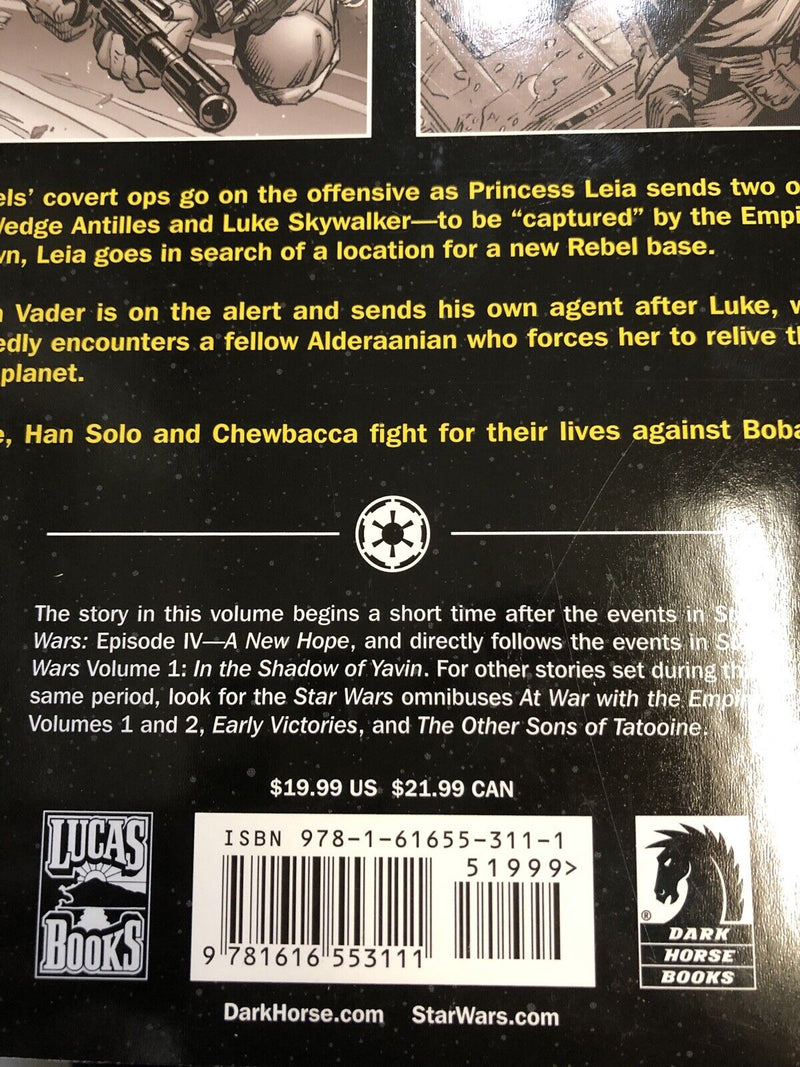 els' covert ops go on the offensive as Princess Leia sends two o
Wedge Antilles and Luke Skywalker—to be "captured" by the Empi
wn, Leia goes in search of a location for a new Rebel base.
Vader is on the alert and sends his own agent after Luke, w
edly encounters a fellow Alderaanian who forces her to relive th
planet.
e, Han Solo and Chewbacca fight for their lives against Boba
The story in this volume begins a short time after the events in St
Wars: Episode IV—A New Hope, and directly follows the events in St
Wars Volume 1: In the Shadow of Yavin. For other stories set during th
same period, look for the Star Wars omnibuses At War with the Empi
Volumes 1 and 2, Early Victories, and The Other Sons of Tatooine.
$19.99 US $21.99 CAN
LUCAS
BOOKS
ISBN 978-1-61655-311-1
51999>
9 781616 553111
®
DARK
HORSE
BOOKS
DarkHorse.com StarWars.com